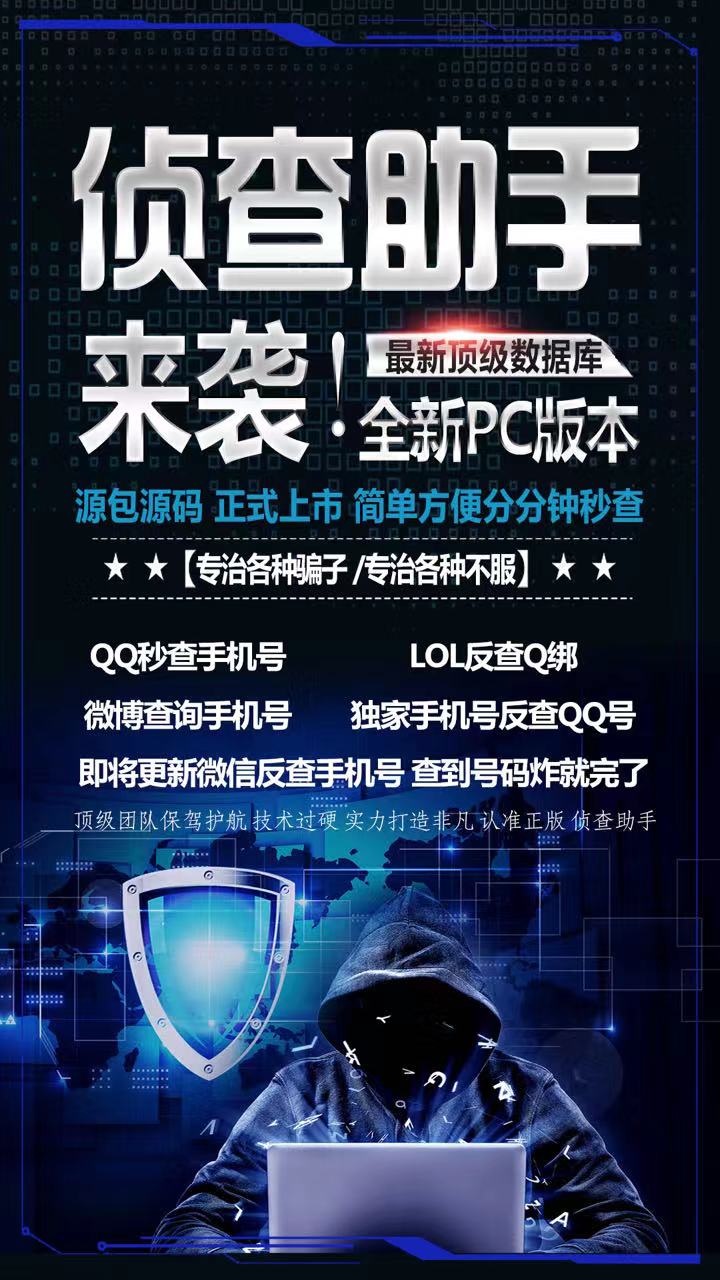 侦查助手
来袭！
最新顶级数据库
全新PC版本
源包源码 正式上市 简单方便分分钟秒查
★ ★【专治各种骗子/专治各种不服】★ ★
QQ秒查手机号 LOL反查Q绑
微博查询手机号 独家手机号反查QQ号
即将更新微信反查手机号 查到号码炸就完了
顶级团队保驾护航 技术过硬 实力打造非凡 认准正版 侦查助手